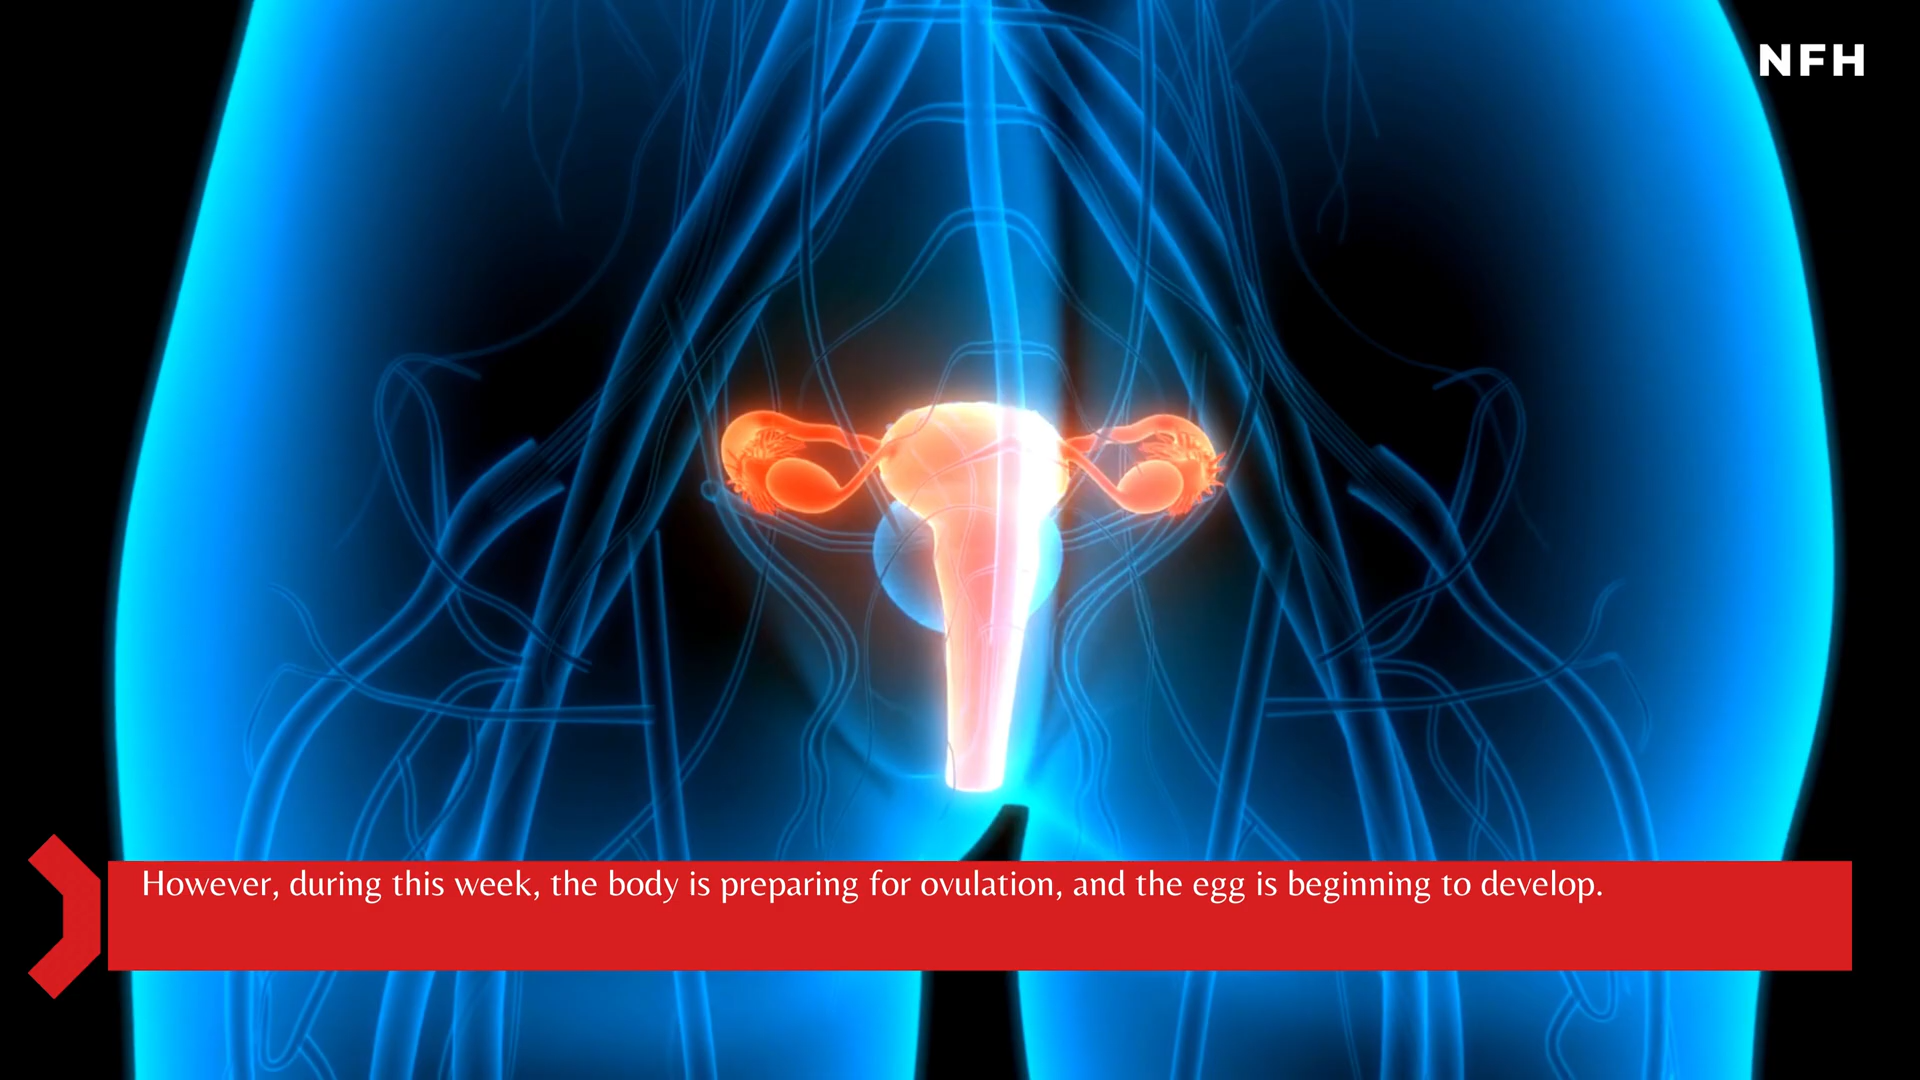 NFH
However, during this week, the body is preparing for ovulation, and the egg is beginning to develop.